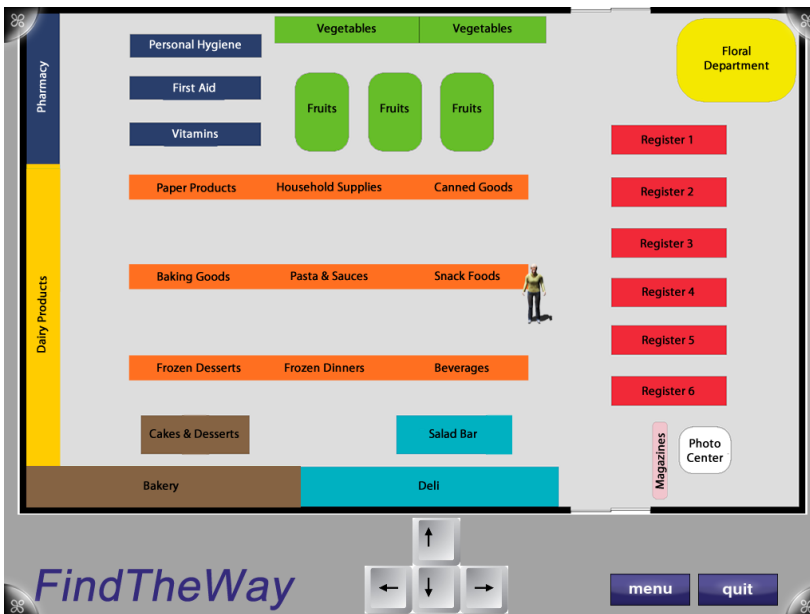 Vegetables
Vegetables
Personal Hygiene
First Aid
Vitamins
Pharmacy
Fruits
Fruits
Fruits
Floral
Department
Register 1
Paper Products
Household Supplies
Canned Goods
Register 2
Register 3
Baking Goods
Pasta & Sauces
Snack Foods
Register 4
Dairy Products
Register 5
Frozen Desserts
Frozen Dinners
Beverages
Register 6
Cakes & Desserts
Salad Bar
Magazines
Photo
Center
Bakery
Deli
FindTheWay
menu
quit